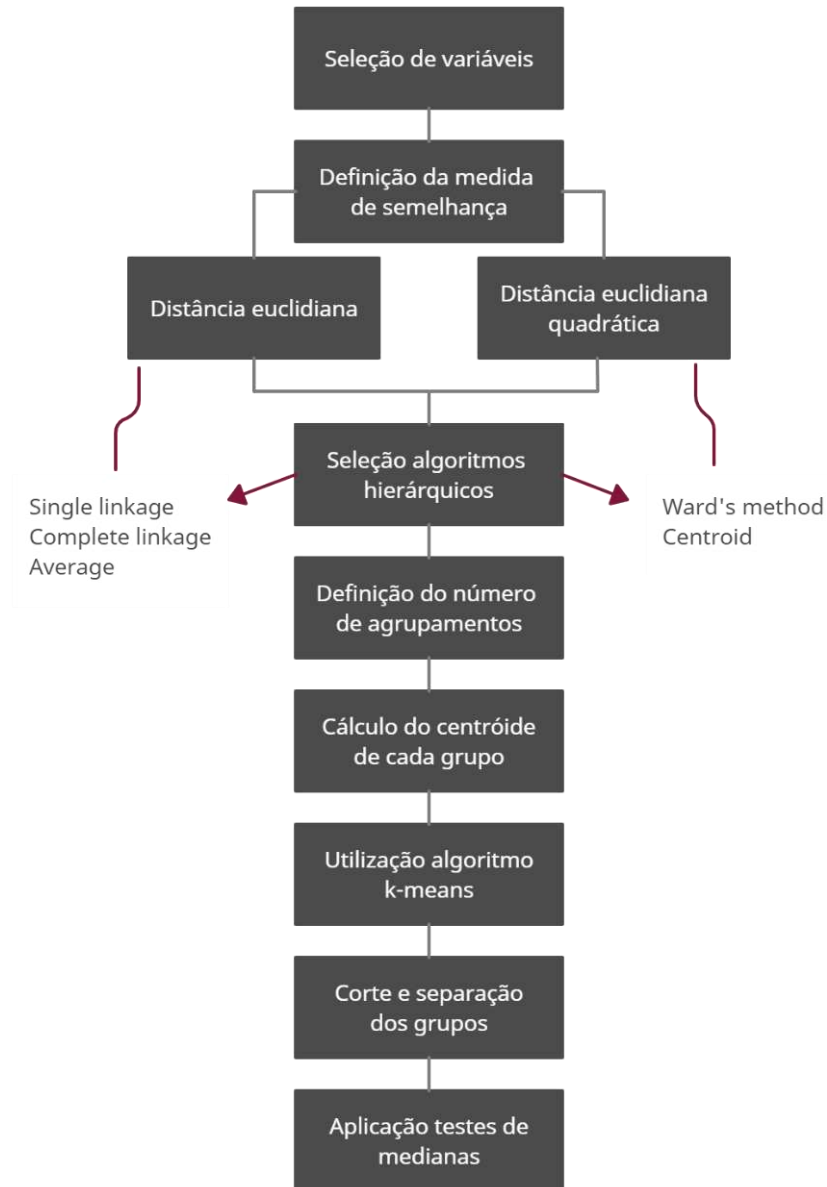 Seleção de variáveis
Definição da medida
de semelhança
Distância euclidiana
Distância euclidiana
quadrática
Seleção algoritmos
hierárquicos
Single linkage
Complete linkage
Average
Ward's method
Centroid
Definição do número
de agrupamentos
Cálculo do centróide
de cada grupo
Utilização algoritmo
k-means
Corte e separação
dos grupos
Aplicação testes de
medianas